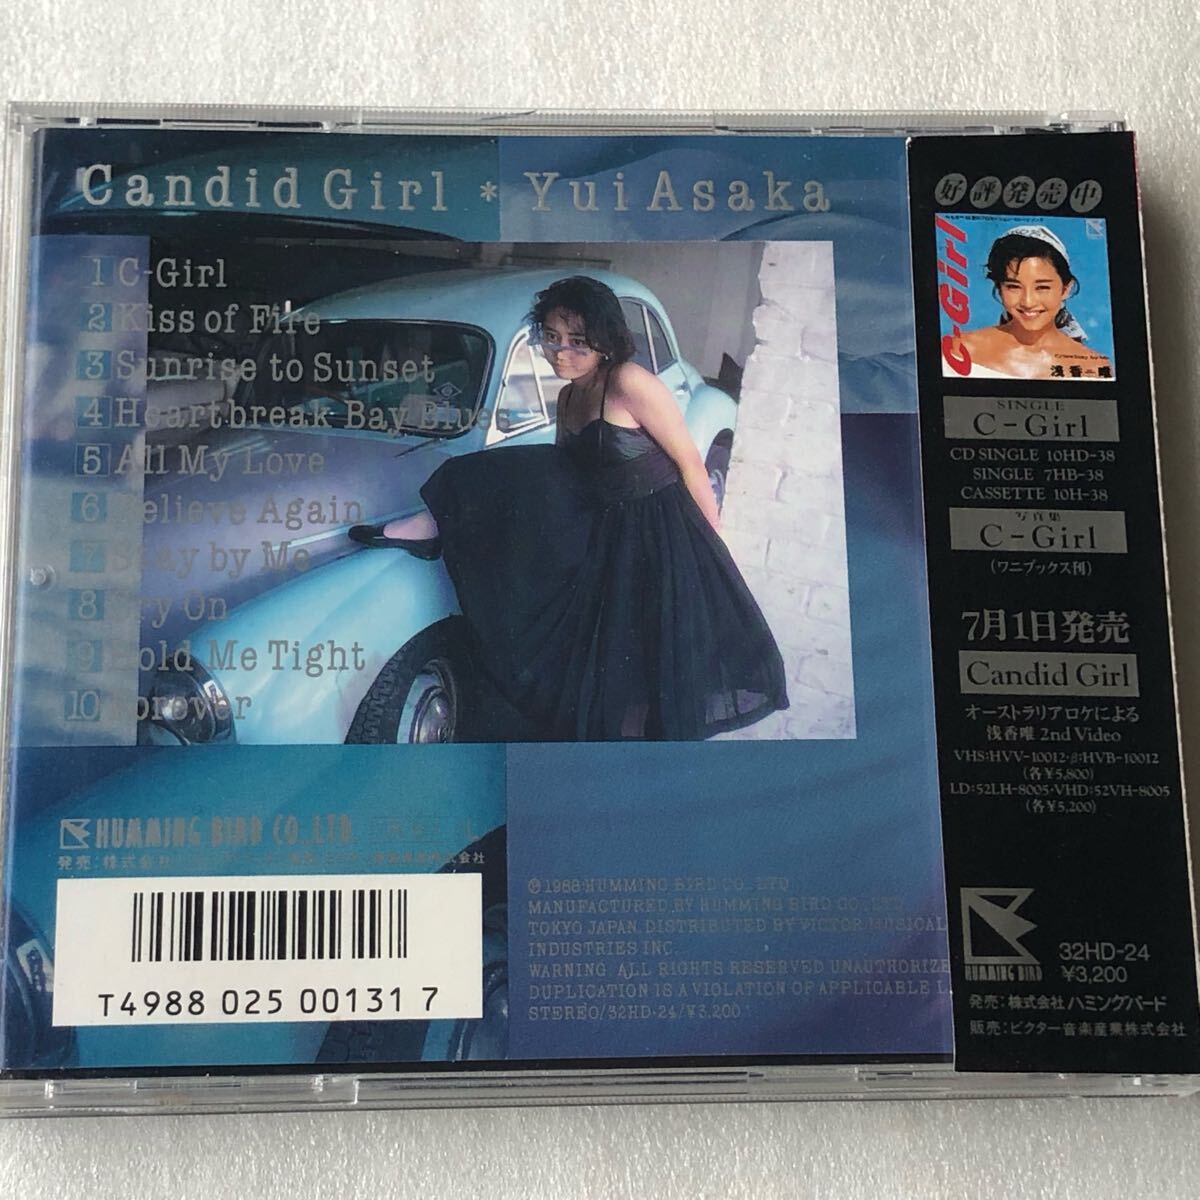 Candid Girl * Yui Asaka
1 C-Girl
2 Kiss of Fire
3 Sunrise to Sunset
4 Heartbreak Bay Blues
5 All My Love
6 Believe Again
7 Stay by Me
8 Try On
9 Hold Me Tight
10 Forever
HUMMING BIRD CO.,LTD.
発売:株式会社
T4988 025 00131 7
Ⓟ1988·HUMMING BIRD CO.,LTD.
MANUFACTURED BY HUMMING BIRD CO.,LTD.
TOKYO JAPAN. DISTRIBUTED BY VICTOR MUSICAL
INDUSTRIES INC.
WARNING ALL RIGHTS RESERVED UNAUTHORIZE
DUPLICATION IS A VIOLATION OF APPLICABLE L
STEREO/32HD-24/¥3,200
好評発売中
C-Girl
浅香唯
SINGLE
C-Girl
CD SINGLE 10HD-38
SINGLE 7HB-38
CASSETTE 10H-38
写真集
C-Girl
(ワニブックス刊)
7月1日発売
Candid Girl
オーストラリアロケによる
浅香唯 2nd Video
VHS:HVV-10012·β:HVB-10012
(各¥5,800)
LD:52LH-8005·VHD:52VH-8005
(各¥5,200)
HUMMING BIRD
32HD-24
¥3,200
発売:株式会社ハミングバード
販売:ビクター音楽産業株式会社